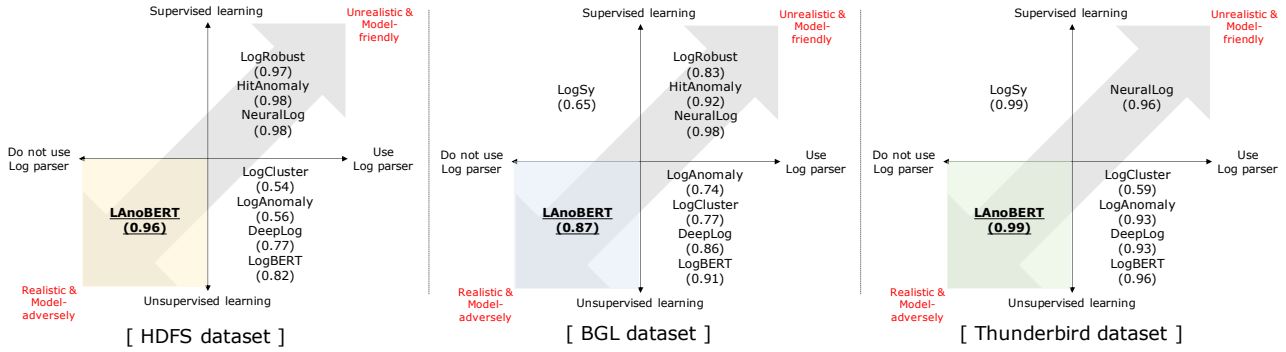 Supervised learning
Unrealistic &
Model-
friendly
LogRobust
(0.97)
HitAnomaly
(0.98)
NeuralLog
(0.98)
Do not use
Log parser
Use
Log parser
LogCluster
(0.54)
LogAnomaly
(0.56)
DeepLog
(0.77)
LogBERT
(0.82)
LAnoBERT
(0.96)
Realistic &
Model-
adversely
Unsupervised learning
[ HDFS dataset ]
Supervised learning
Unrealistic &
Model-
friendly
LogSy
(0.65)
LogRobust
(0.83)
HitAnomaly
(0.92)
NeuralLog
(0.98)
Do not use
Log parser
Use
Log parser
LogAnomaly
(0.74)
LogCluster
(0.77)
DeepLog
(0.86)
LogBERT
(0.91)
LAnoBERT
(0.87)
Realistic &
Model-
adversely
Unsupervised learning
[ BGL dataset ]
Supervised learning
Unrealistic &
Model-
friendly
LogSy
(0.99)
NeuralLog
(0.96)
Do not use
Log parser
Use
Log parser
LogCluster
(0.59)
LogAnomaly
(0.93)
DeepLog
(0.93)
LogBERT
(0.96)
LAnoBERT
(0.99)
Realistic &
Model-
adversely
Unsupervised learning
[ Thunderbird dataset ]